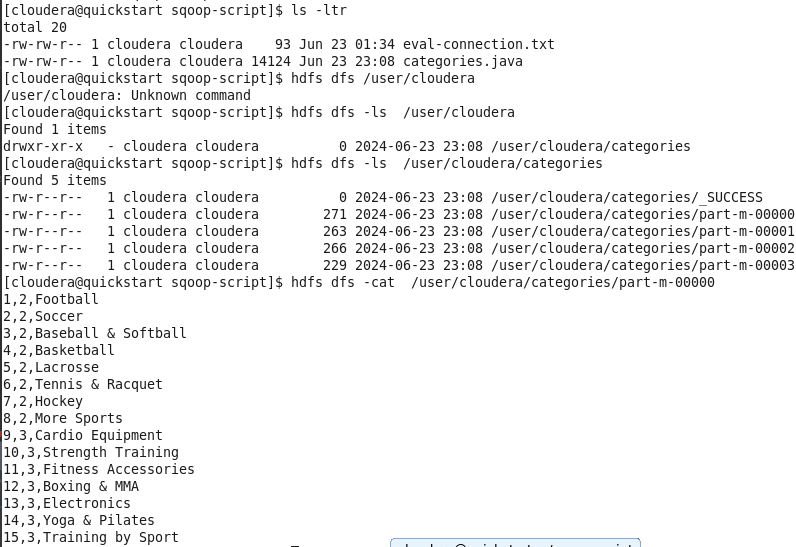 [cloudera@quickstart sqoop-script]$ ls -ltr
total 20
-rw-rw-r-- 1 cloudera cloudera    93 Jun 23 01:34 eval-connection.txt
-rw-rw-r-- 1 cloudera cloudera 14124 Jun 23 23:08 categories.java
[cloudera@quickstart sqoop-script]$ hdfs dfs /user/cloudera
/user/cloudera: Unknown command
[cloudera@quickstart sqoop-script]$ hdfs dfs -ls  /user/cloudera
Found 1 items
drwxr-xr-x   - cloudera cloudera          0 2024-06-23 23:08 /user/cloudera/categories
[cloudera@quickstart sqoop-script]$ hdfs dfs -ls  /user/cloudera/categories
Found 5 items
-rw-r--r--   1 cloudera cloudera          0 2024-06-23 23:08 /user/cloudera/categories/_SUCCESS
-rw-r--r--   1 cloudera cloudera        271 2024-06-23 23:08 /user/cloudera/categories/part-m-00000
-rw-r--r--   1 cloudera cloudera        263 2024-06-23 23:08 /user/cloudera/categories/part-m-00001
-rw-r--r--   1 cloudera cloudera        266 2024-06-23 23:08 /user/cloudera/categories/part-m-00002
-rw-r--r--   1 cloudera cloudera        229 2024-06-23 23:08 /user/cloudera/categories/part-m-00003
[cloudera@quickstart sqoop-script]$ hdfs dfs -cat  /user/cloudera/categories/part-m-00000
1,2,Football
2,2,Soccer
3,2,Baseball & Softball
4,2,Basketball
5,2,Lacrosse
6,2,Tennis & Racquet
7,2,Hockey
8,2,More Sports
9,3,Cardio Equipment
10,3,Strength Training
11,3,Fitness Accessories
12,3,Boxing & MMA
13,3,Electronics
14,3,Yoga & Pilates
15,3,Training by Sport